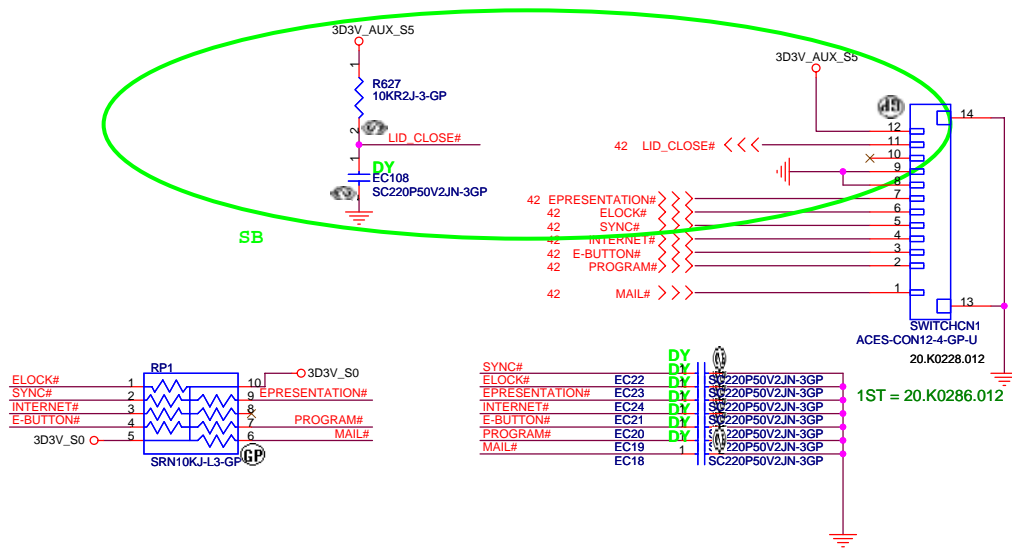 3D3V_AUX_S5
1
R627
10KR2J-3-GP
2
LID_CLOSE#
1
DY
EC108
SC220P50V2JN-3GP
SB
3D3V_AUX_S5
14
12
42 LID_CLOSE# 11
10
9
8
42 EPRESENTATION# 7
42 ELOCK# 6
42 SYNC# 5
42 INTERNET# 4
42 E-BUTTON# 3
42 PROGRAM# 2
42 MAIL# 1
13
SWITCHCN1
ACES-CON12-4-GP-U
20.K0228.012
1ST = 20.K0286.012
RP1
3D3V_S0
ELOCK# 1 10
SYNC# 2 9 EPRESENTATION#
INTERNET# 3 8
E-BUTTON# 4 7 PROGRAM#
3D3V_S0 5 6 MAIL#
SRN10KJ-L3-GP
GP
DY
SYNC# 1
ELOCK# EC22 SC220P50V2JN-3GP
DY
EPRESENTATION# EC23 SC220P50V2JN-3GP
DY
INTERNET# EC24 SC220P50V2JN-3GP
DY
E-BUTTON# EC21 SC220P50V2JN-3GP
DY
PROGRAM# EC20 SC220P50V2JN-3GP
DY
MAIL# EC19 SC220P50V2JN-3GP
1
EC18 SC220P50V2JN-3GP